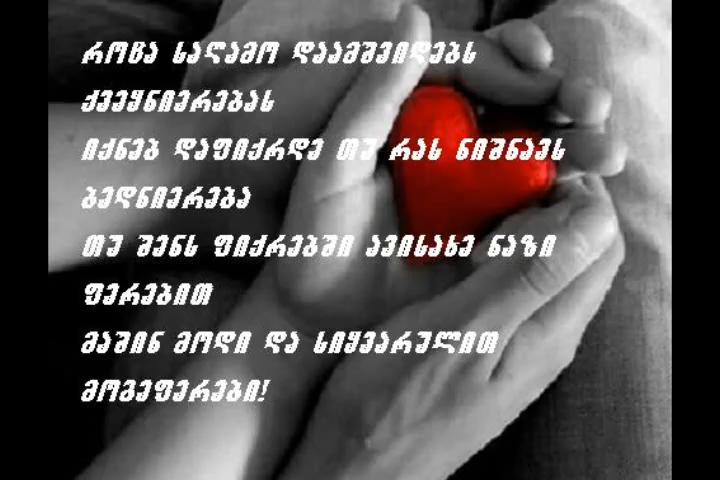 როცა საღამო დაამშვიდებს
ქვეყნიერებას
იქნებ დაფიქრდე თუ რას ნიშნავს
ბედნიერება
თუ შენს ფიქრებში ავისახე ნაზი
ფერებით
მაშინ მოდი და სიყვარულით
მოგეფერები!